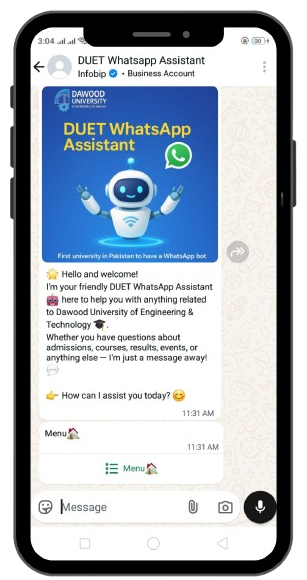 3:04
DUET Whatsapp Assistant
Infobip • Business Account
DAWOOD
UNIVERSITY
DUET WhatsApp
Assistant
First university in Pakistan to have a WhatsApp bot
🌟 Hello and welcome!
I'm your friendly DUET WhatsApp Assistant
🤖 here to help you with anything related
to Dawood University of Engineering &
Technology 🎓.
Whether you have questions about
admissions, courses, results, events, or
anything else — I'm just a message away!
💬
👉 How can I assist you today? 😊
11:31 AM
Menu🏠
11:31 AM
Menu🏠
Message